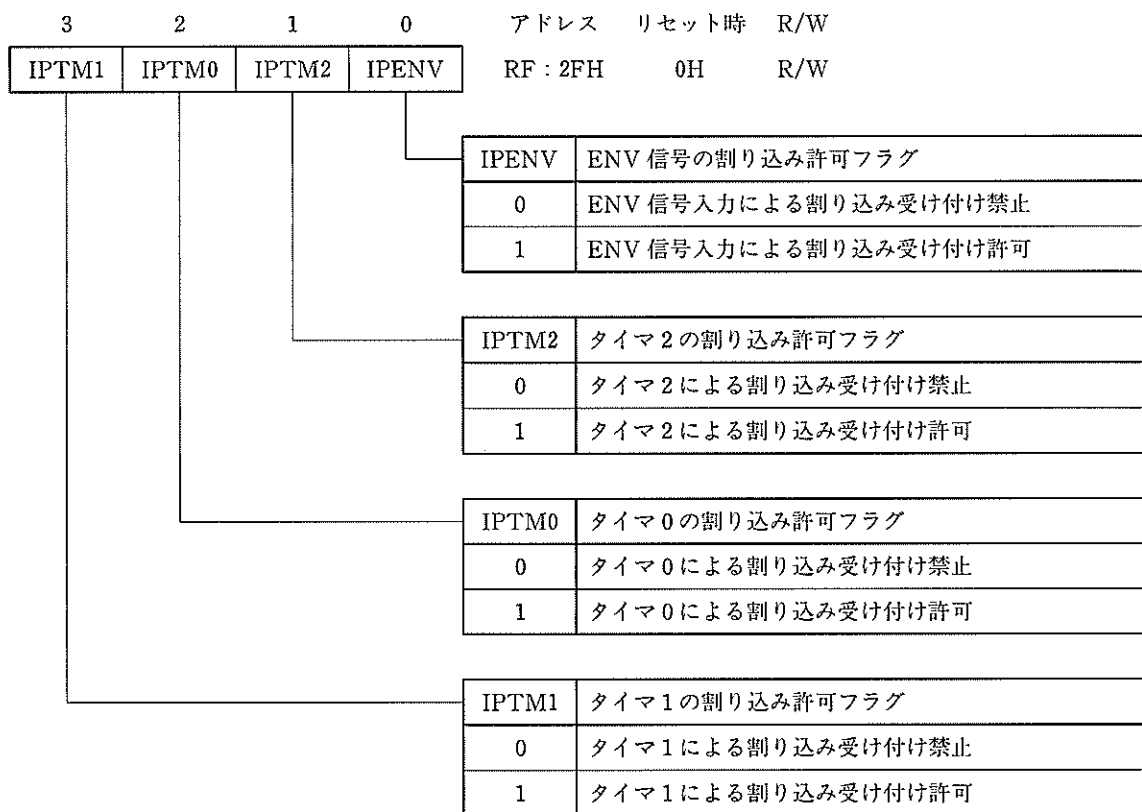 3 2 1 0 アドレス リセット時 R/W
IPTM1 IPTM0 IPTM2 IPENV RF：2FH 0H R/W
IPENV ENV 信号の割り込み許可フラグ
0 ENV 信号入力による割り込み受け付け禁止
1 ENV 信号入力による割り込み受け付け許可
IPTM2 タイマ2の割り込み許可フラグ
0 タイマ2による割り込み受け付け禁止
1 タイマ2による割り込み受け付け許可
IPTM0 タイマ0の割り込み許可フラグ
0 タイマ0による割り込み受け付け禁止
1 タイマ0による割り込み受け付け許可
IPTM1 タイマ1の割り込み許可フラグ
0 タイマ1による割り込み受け付け禁止
1 タイマ1による割り込み受け付け許可